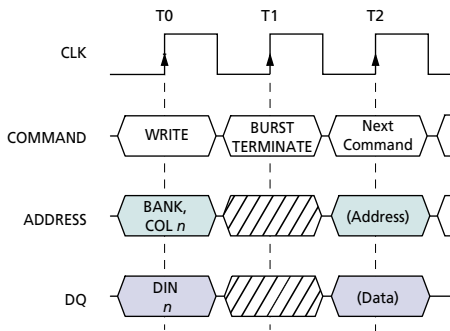 T0 T1 T2
CLK
COMMAND WRITE BURST TERMINATE Next Command
ADDRESS BANK, COL n (Address)
DQ DIN n (Data)